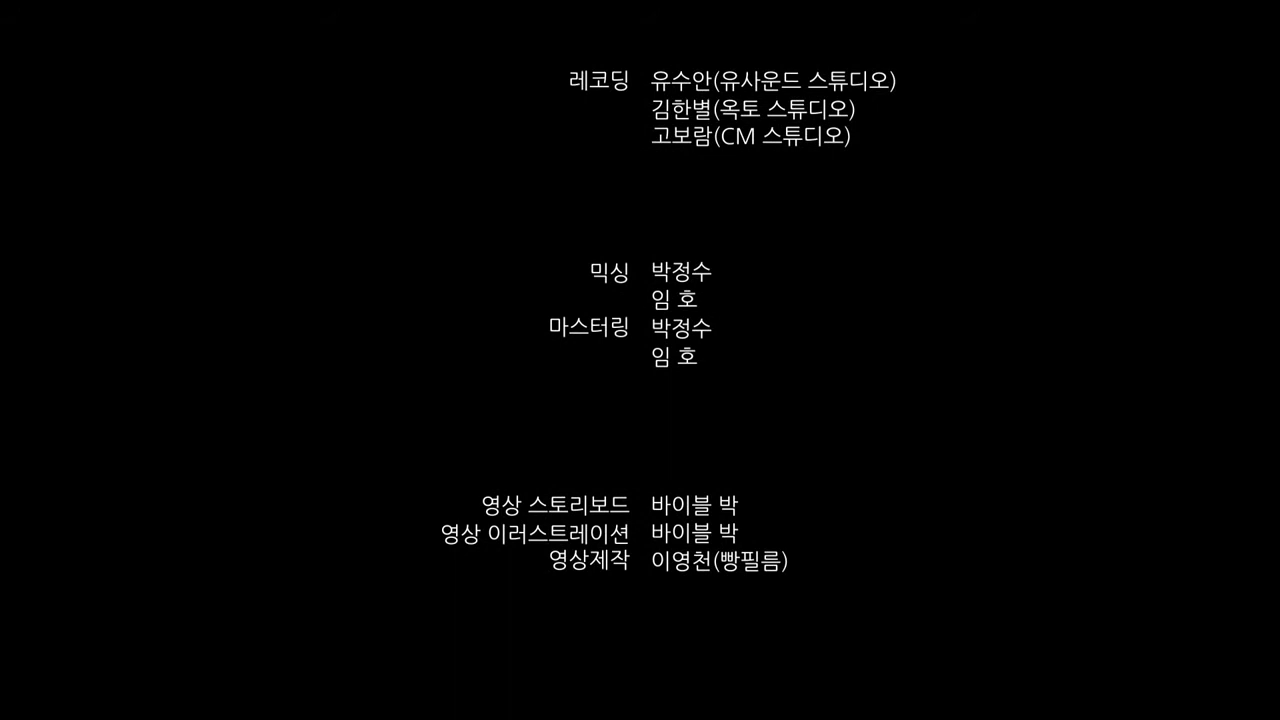 레코딩 유수안(유사운드 스튜디오)
김한별(옥토 스튜디오)
고보람(CM 스튜디오)
믹싱 박정수
임 호
마스터링 박정수
임 호
영상 스토리보드 바이블 박
영상 이러스트레이션 바이블 박
영상제작 이영천(빵필름)